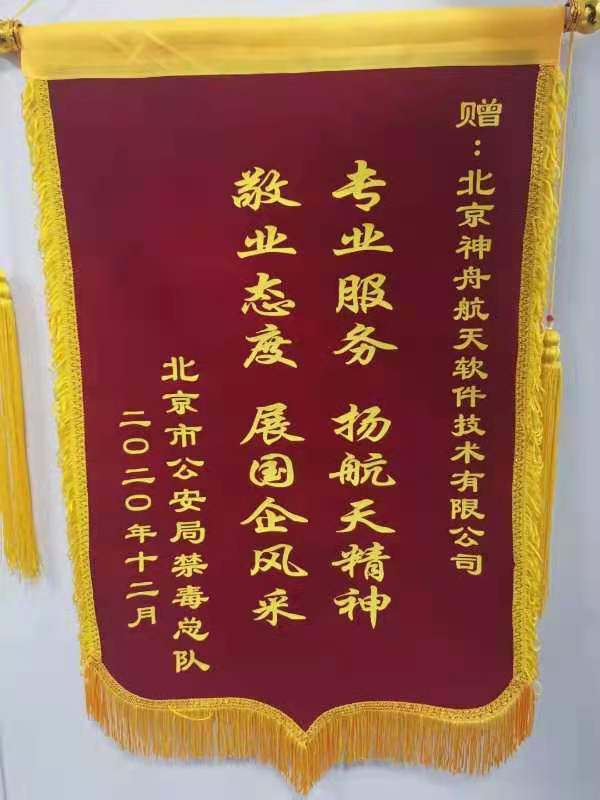 赠：北京神舟航天软件技术有限公司
专业服务 扬航天精神
敬业态度 展国企风采
北京市公安局禁毒总队
二〇二〇年十二月